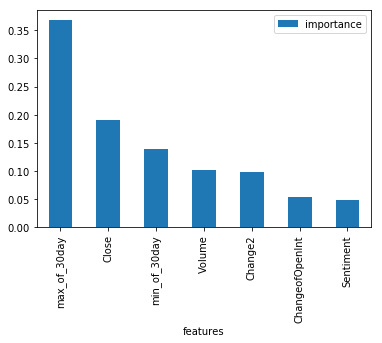 importance
0.35
0.30
0.25
0.20
0.15
0.10
0.05
0.00
max_of_30day
Close
min_of_30day
Volume
Change2
ChangeofOpenInt
Sentiment
features